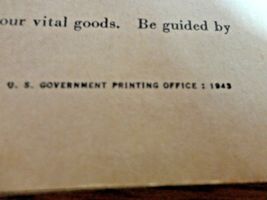 our vital goods. Be guided by
U. S. GOVERNMENT PRINTING OFFICE : 1943